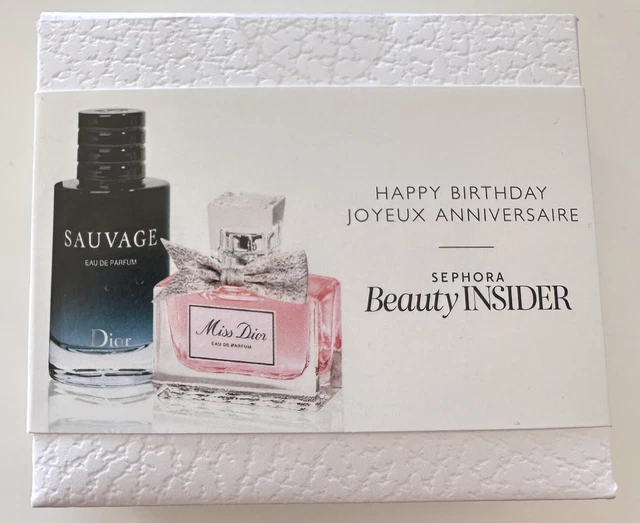 SAUVAGE
EAU DE PARFUM
Dior
Miss Dior
EAU DE PARFUM
HAPPY BIRTHDAY
JOYEUX ANNIVERSAIRE
SEPHORA
Beauty INSIDER